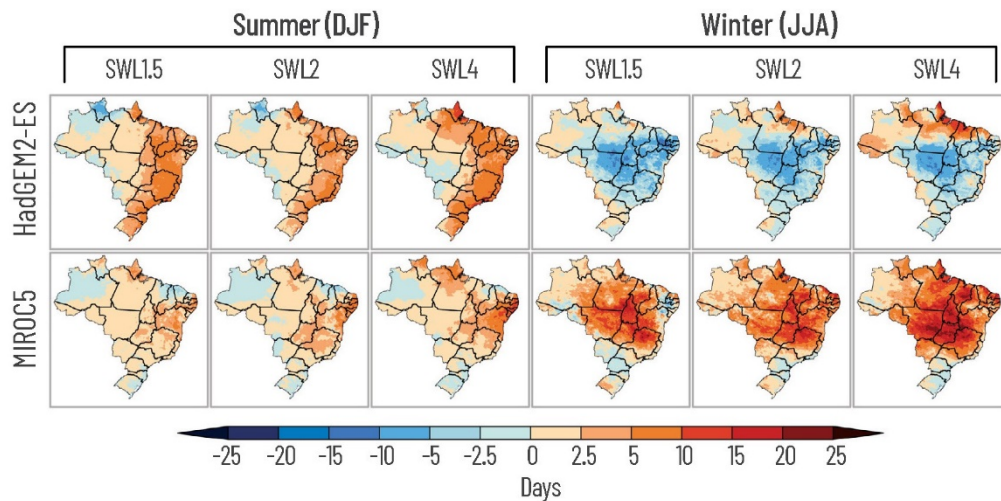 Summer (DJF) Winter (JJA)
SWL1.5 SWL2 SWL4 SWL1.5 SWL2 SWL4
HadGEM2-ES
MIROC5
-25 -20 -15 -10 -5 -2.5 0 2.5 5 10 15 20 25
Days